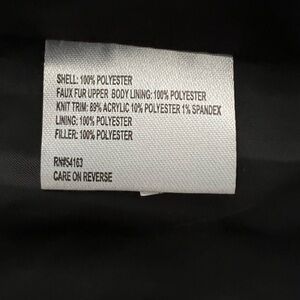 SHELL: 100% POLYESTER
FAUX FUR UPPER BODY LINING: 100% POLYESTER
KNIT TRIM: 89% ACRYLIC 10% POLYESTER 1% SPANDEX
LINING: 100% POLYESTER
FILLER: 100% POLYESTER
RN#54163
CARE ON REVERSE